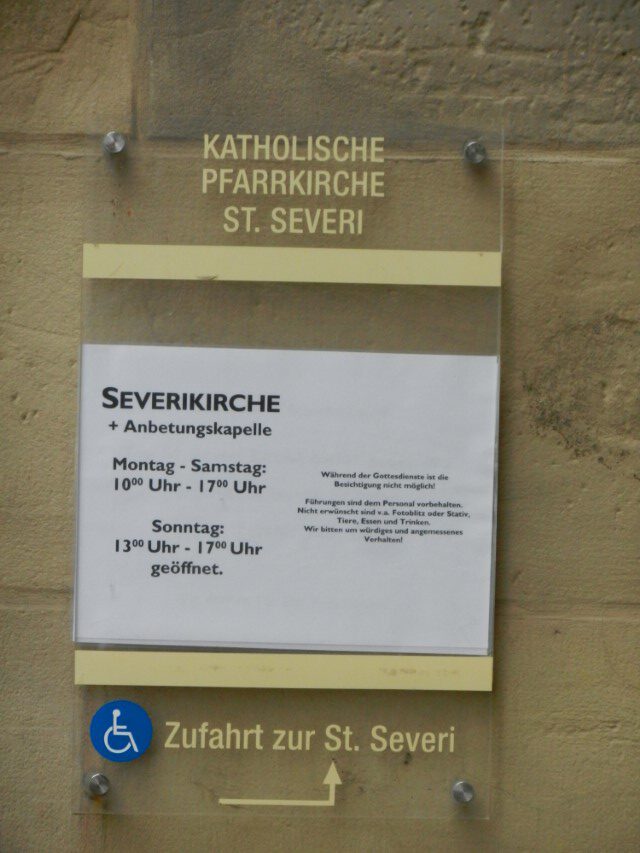 KATHOLISCHE
PFARRKIRCHE
ST. SEVERI
SEVERIKIRCHE
+ Anbetungskapelle
Montag - Samstag:
10⁰⁰ Uhr - 17⁰⁰ Uhr
Sonntag:
13⁰⁰ Uhr - 17⁰⁰ Uhr
geöffnet.
Während der Gottesdienste ist die
Besichtigung nicht möglich!
Führungen sind dem Personal vorbehalten.
Nicht erwünscht sind v.a. Fotoblitz oder Stativ,
Tiere, Essen und Trinken.
Wir bitten um würdiges und angemessenes
Verhalten!
Zufahrt zur St. Severi